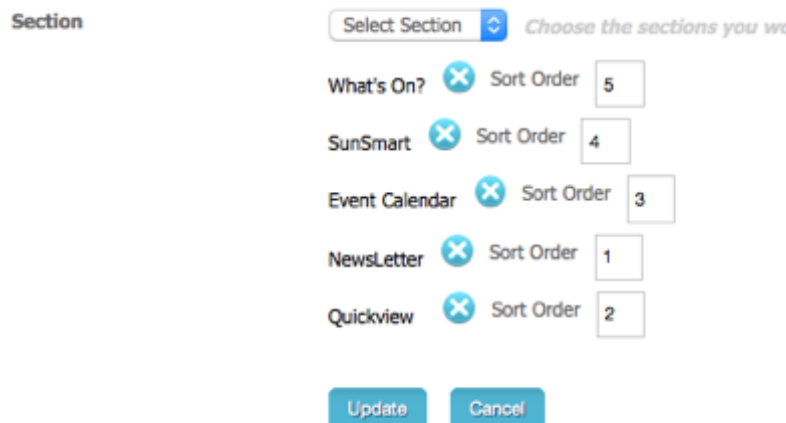 Section Select Section Choose the sections you
What's On? Sort Order 5
SunSmart Sort Order 4
Event Calendar Sort Order 3
NewsLetter Sort Order 1
Quickview Sort Order 2
Update Cancel